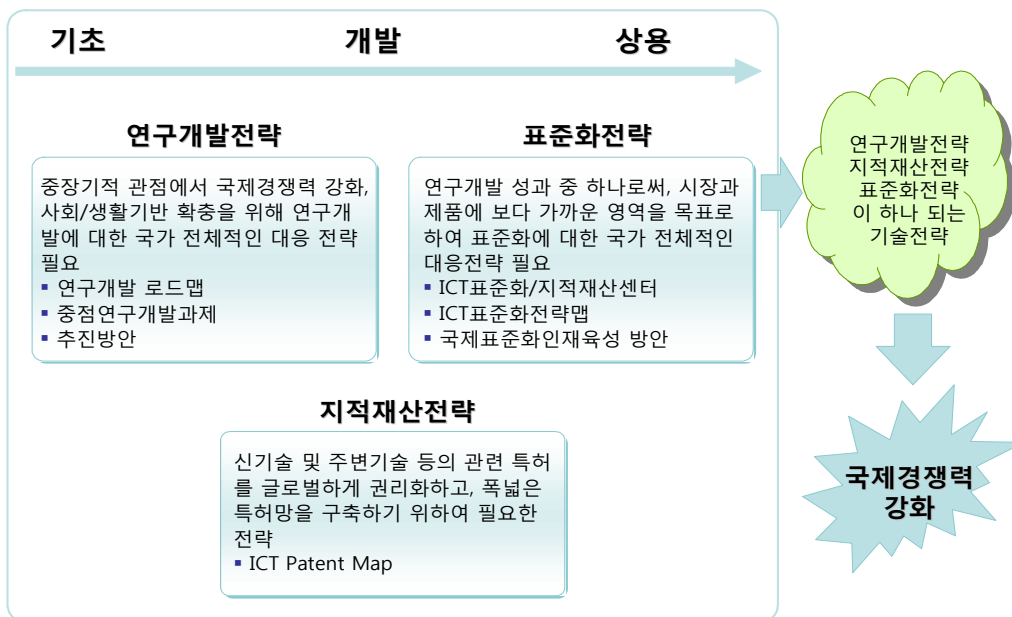 기초 개발 상용
연구개발전략
중장기적 관점에서 국제경쟁력 강화,
사회/생활기반 확충을 위해 연구개
발에 대한 국가 전체적인 대응 전략
필요
▪ 연구개발 로드맵
▪ 중점연구개발과제
▪ 추진방안
표준화전략
연구개발 성과 중 하나로써, 시장과
제품에 보다 가까운 영역을 목표로
하여 표준화에 대한 국가 전체적인
대응전략 필요
▪ ICT표준화/지적재산센터
▪ ICT표준화전략맵
▪ 국제표준화인재육성 방안
지적재산전략
신기술 및 주변기술 등의 관련 특허
를 글로벌하게 권리화하고, 폭넓은
특허망을 구축하기 위하여 필요한
전략
▪ ICT Patent Map
연구개발전략
지적재산전략
표준화전략
이 하나 되는
기술전략
국제경쟁력
강화